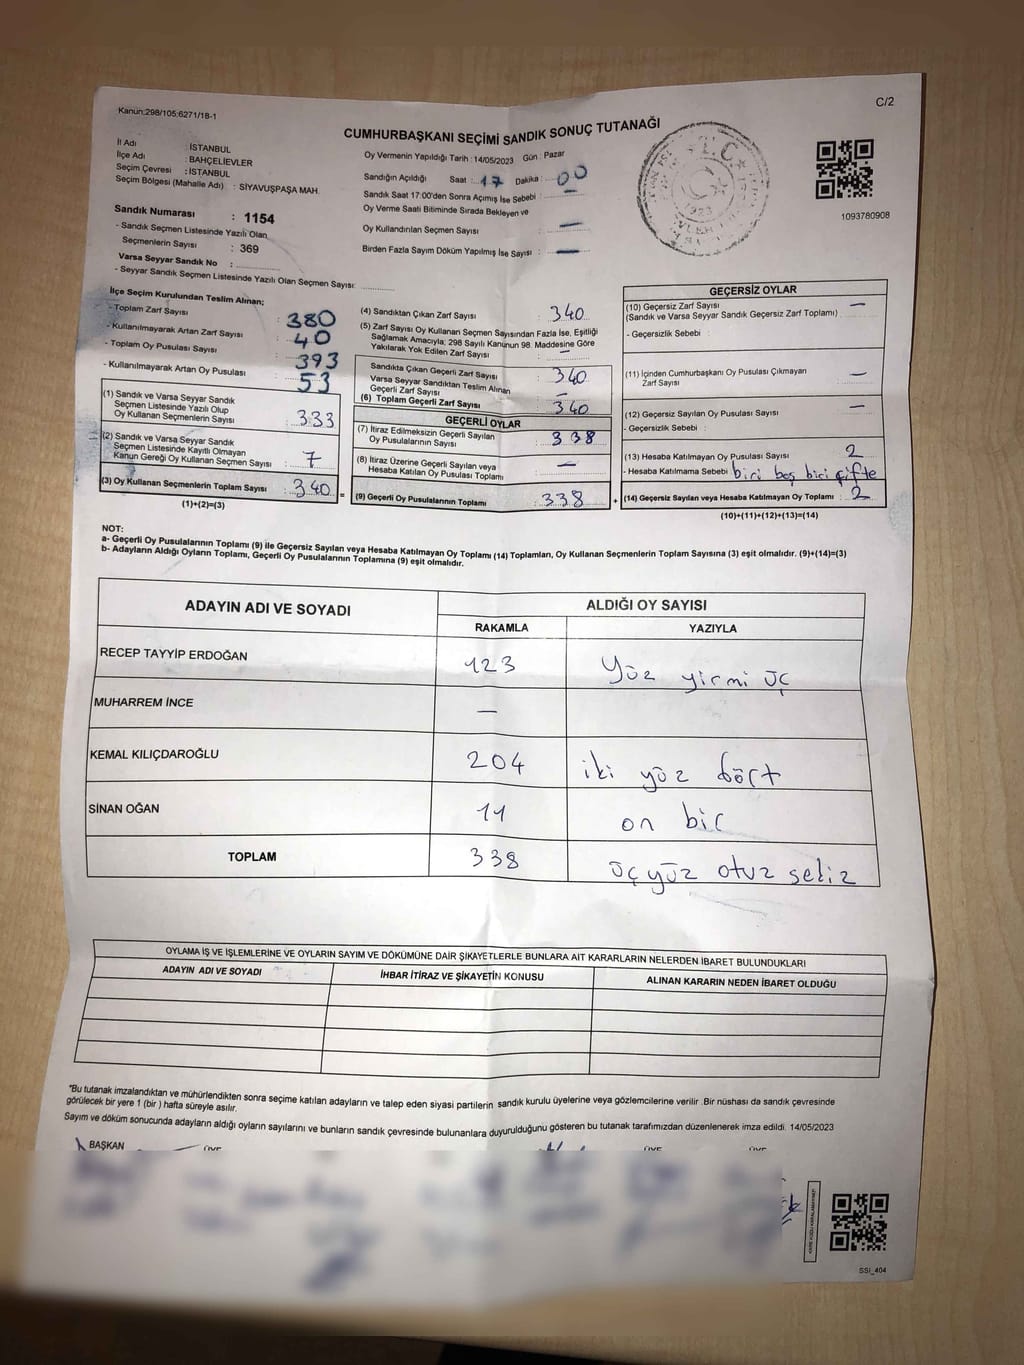 Kanun:298/105:6271/18-1
C/2
CUMHURBAŞKANI SEÇİMİ SANDIK SONUÇ TUTANAĞI
İl Adı : İSTANBUL
İlçe Adı : BAHÇELİEVLER
Seçim Çevresi : İSTANBUL
Seçim Bölgesi (Mahalle Adı) : SİYAVUŞPAŞA MAH.
Sandık Numarası : 1154
- Sandık Seçmen Listesinde Yazılı Olan
Seçmenlerin Sayısı : 369
Varsa Seyyar Sandık No :
- Seyyar Sandık Seçmen Listesinde Yazılı Olan Seçmen Sayısı:
Oy Vermenin Yapıldığı Tarih : 14/05/2023 Gün : Pazar
Sandığın Açıldığı Saat : 17 Dakika : 00
Sandık Saat 17:00'den Sonra Açımış İse Sebebi : —
Oy Verme Saati Bitiminde Sırada Bekleyen ve
Oy Kullandırılan Seçmen Sayısı —
Birden Fazla Sayım Döküm Yapılmış İse Sayısı : —
T.C.
1923
1093780908
İlçe Seçim Kurulundan Teslim Alınan;
- Toplam Zarf Sayısı : 380
- Kullanılmayarak Artan Zarf Sayısı : 40
- Toplam Oy Pusulası Sayısı : 393
- Kullanılmayarak Artan Oy Pusulası : 53
(1) Sandık ve Varsa Seyyar Sandık
Seçmen Listesinde Yazılı Olup
Oy Kullanan Seçmenlerin Sayısı : 333
(2) Sandık ve Varsa Seyyar Sandık
Seçmen Listesinde Kayıtlı Olmayan
Kanun Gereği Oy Kullanan Seçmen Sayısı : 7
(3) Oy Kullanan Seçmenlerin Toplam Sayısı : 340
(1)+(2)=(3)
=
(4) Sandıktan Çıkan Zarf Sayısı : 340
(5) Zarf Sayısı Oy Kullanan Seçmen Sayısından Fazla İse, Eşitliği
Sağlamak Amacıyla; 298 Sayılı Kanunun 98. Maddesine Göre
Yakılarak Yok Edilen Zarf Sayısı : —
Sandıkta Çıkan Geçerli Zarf Sayısı : 340
Varsa Seyyar Sandıktan Teslim Alınan
Geçerli Zarf Sayısı : —
(6) Toplam Geçerli Zarf Sayısı : 340
GEÇERLİ OYLAR
(7) İtiraz Edilmeksizin Geçerli Sayılan
Oy Pusulalarının Sayısı : 338
(8) İtiraz Üzerine Geçerli Sayılan veya
Hesaba Katılan Oy Pusulası Toplamı : —
(9) Geçerli Oy Pusulalarının Toplamı : 338
+
GEÇERSİZ OYLAR
(10) Geçersiz Zarf Sayısı —
(Sandık ve Varsa Seyyar Sandık Geçersiz Zarf Toplamı)
- Geçersizlik Sebebi :
(11) İçinden Cumhurbaşkanı Oy Pusulası Çıkmayan —
Zarf Sayısı
(12) Geçersiz Sayılan Oy Pusulası Sayısı : —
- Geçersizlik Sebebi :
(13) Hesaba Katılmayan Oy Pusulası Sayısı : 2
- Hesaba Katılmama Sebebi : biri boş biri çifte
(14) Geçersiz Sayılan veya Hesaba Katılmayan Oy Toplamı : 2
(10)+(11)+(12)+(13)=(14)
NOT:
a- Geçerli Oy Pusulalarının Toplamı (9) ile Geçersiz Sayılan veya Hesaba Katılmayan Oy Toplamı (14) Toplamları, Oy Kullanan Seçmenlerin Toplam Sayısına (3) eşit olmalıdır. (9)+(14)=(3)
b- Adayların Aldığı Oyların Toplamı, Geçerli Oy Pusulalarının Toplamına (9) eşit olmalıdır.
ADAYIN ADI VE SOYADI
ALDIĞI OY SAYISI
RAKAMLA YAZIYLA
RECEP TAYYİP ERDOĞAN 123 Yüz yirmi üç
MUHARREM İNCE —
KEMAL KILIÇDAROĞLU 204 iki yüz dört
SİNAN OĞAN 11 on bir
TOPLAM 338 üçyüz otuz sekiz
OYLAMA İŞ VE İŞLEMLERİNE VE OYLARIN SAYIM VE DÖKÜMÜNE DAİR ŞİKAYETLERLE BUNLARA AİT KARARLARIN NELERDEN İBARET BULUNDUKLARI
ADAYIN ADI VE SOYADI İHBAR İTİRAZ VE ŞİKAYETİN KONUSU ALINAN KARARIN NEDEN İBARET OLDUĞU
*Bu tutanak imzalandıktan ve mühürlendikten sonra seçime katılan adayların ve talep eden siyasi partilerin sandık kurulu üyelerine veya gözlemcilerine verilir .Bir nüshası da sandık çevresinde
görülecek bir yere 1 (bir ) hafta süreyle asılır.
Sayım ve döküm sonucunda adayların aldığı oyların sayılarını ve bunların sandık çevresinde bulunanlara duyurulduğunu gösteren bu tutanak tarafımızdan düzenlenerek imza edildi. 14/05/2023
BAŞKAN ÜYE ÜYE ÜYE
SSI_404